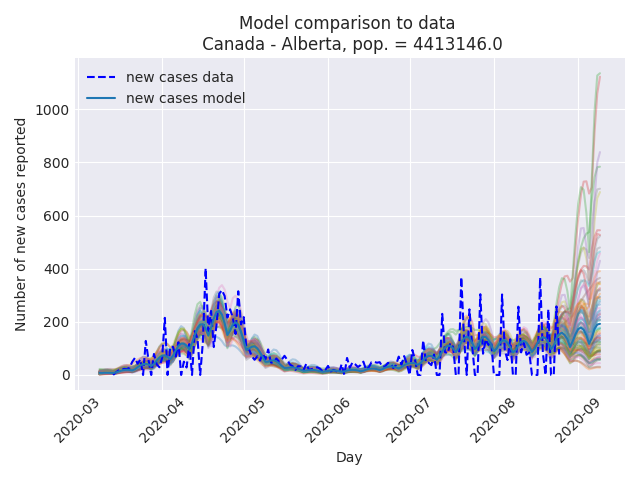 Model comparison to data
Canada - Alberta, pop. = 4413146.0
new cases data
new cases model
Number of new cases reported
1000
800
600
400
200
0
2020-03
2020-04
2020-05
2020-06
2020-07
2020-08
2020-09
Day